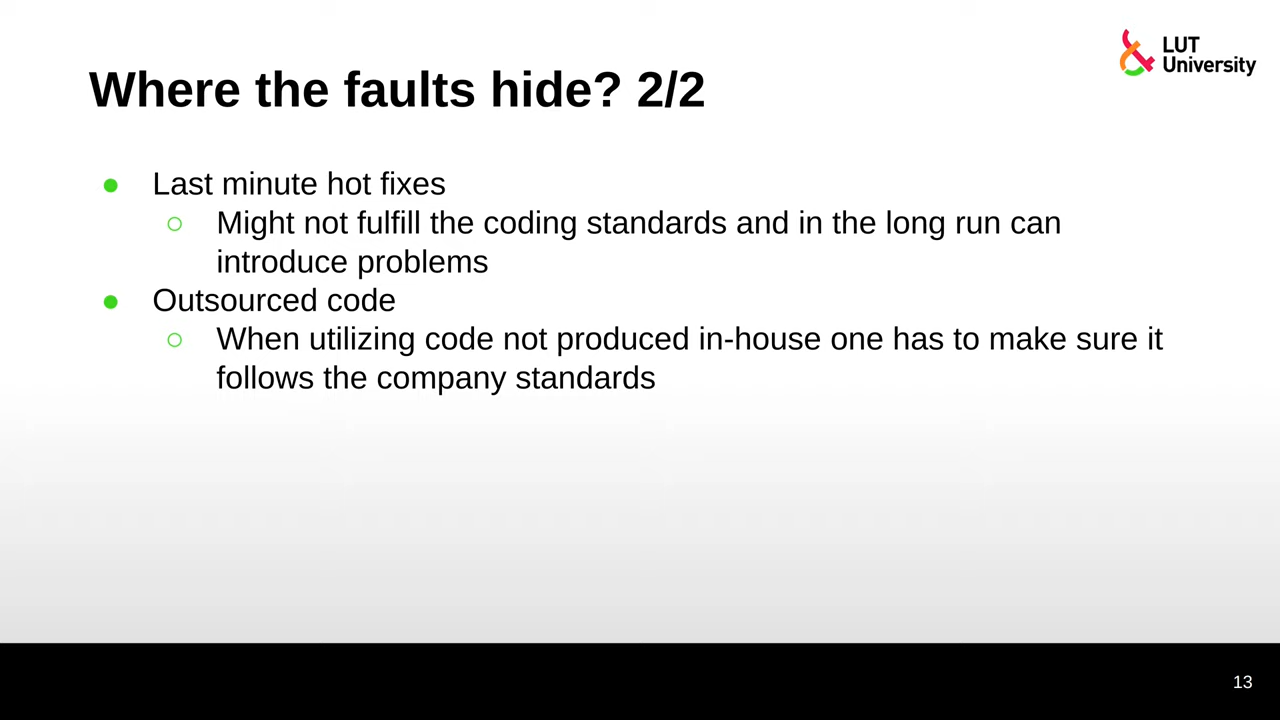 LUT
University
Where the faults hide? 2/2
● Last minute hot fixes
○ Might not fulfill the coding standards and in the long run can
introduce problems
● Outsourced code
○ When utilizing code not produced in-house one has to make sure it
follows the company standards
13